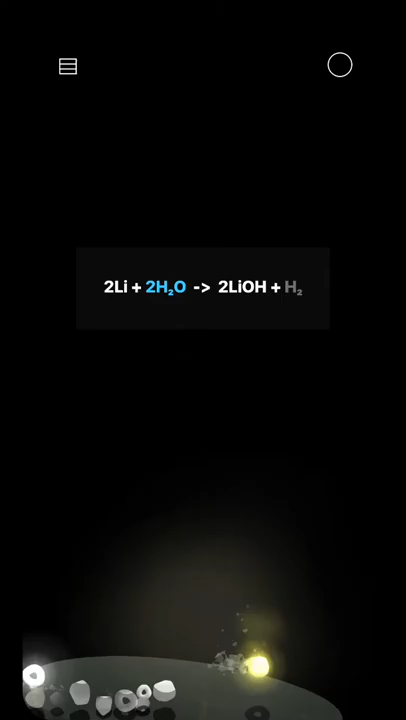 2Li + 2H₂O -> 2LiOH + H₂